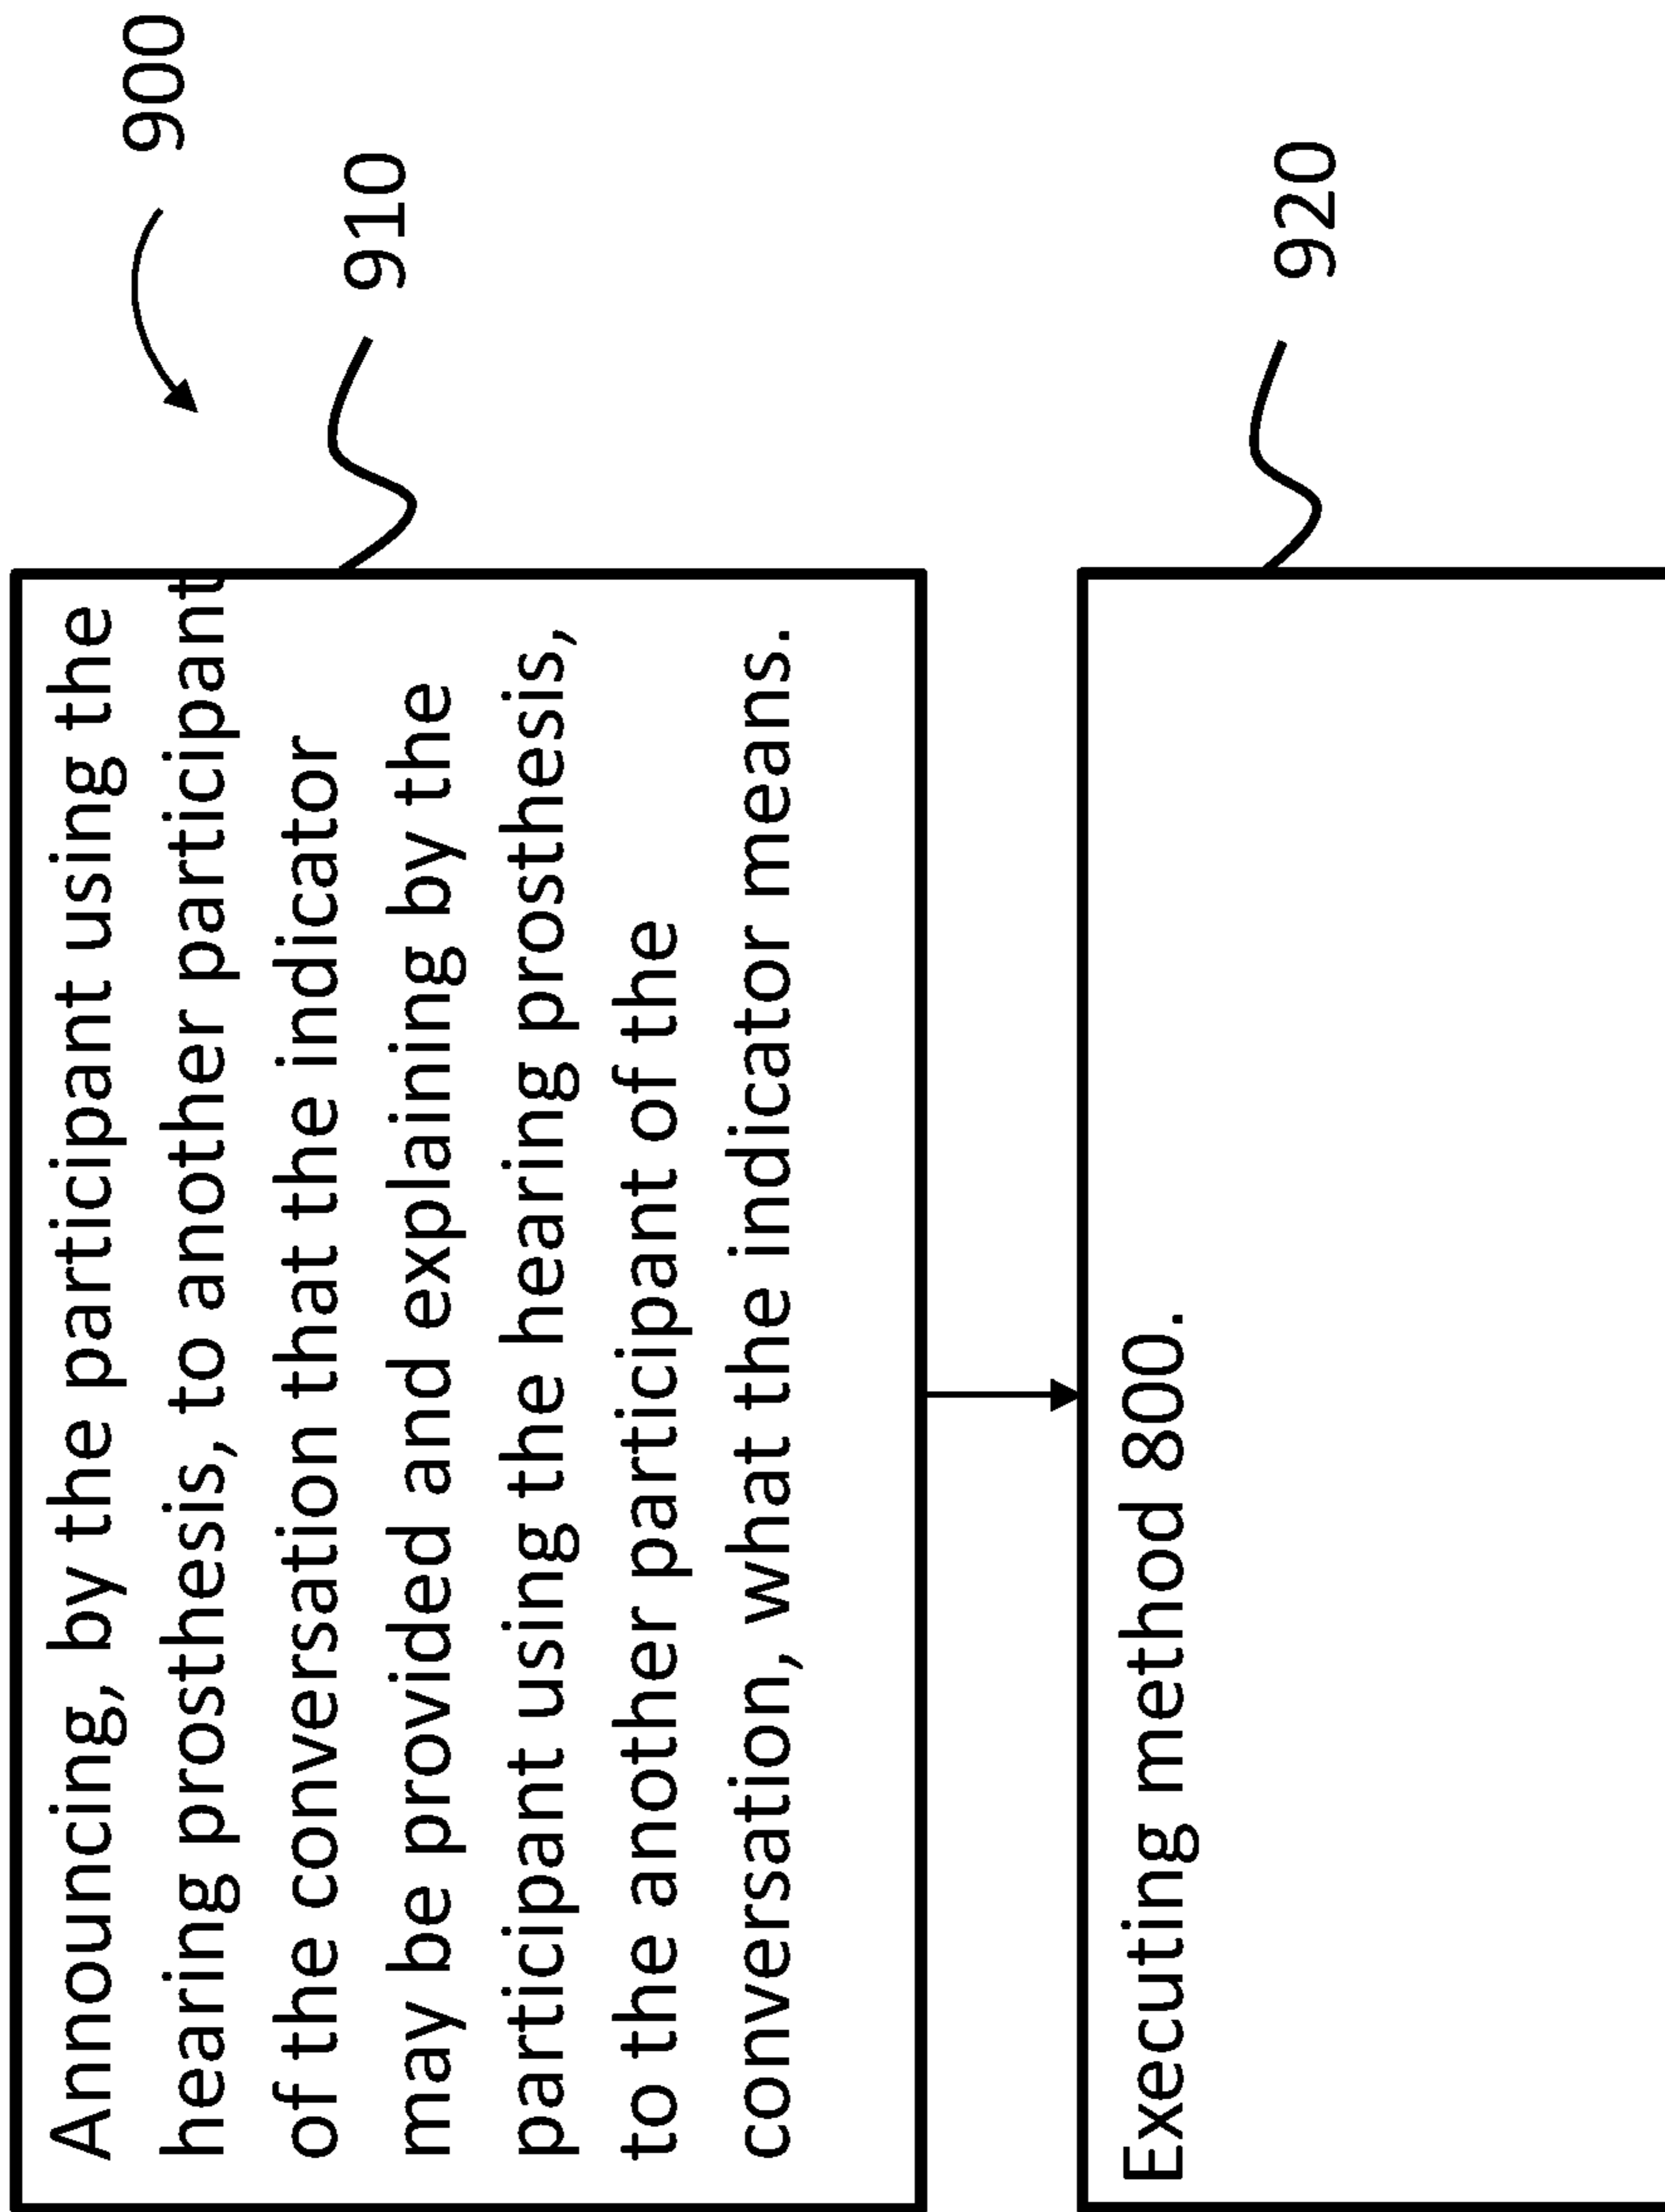 900
Announcing, by the participant using the
hearing prosthesis, to another participant
of the conversation that the indicator
may be provided and explaining by the
participant using the hearing prosthesis,
to the another participant of the
conversation, what the indicator means.
910
Executing method 800.
920